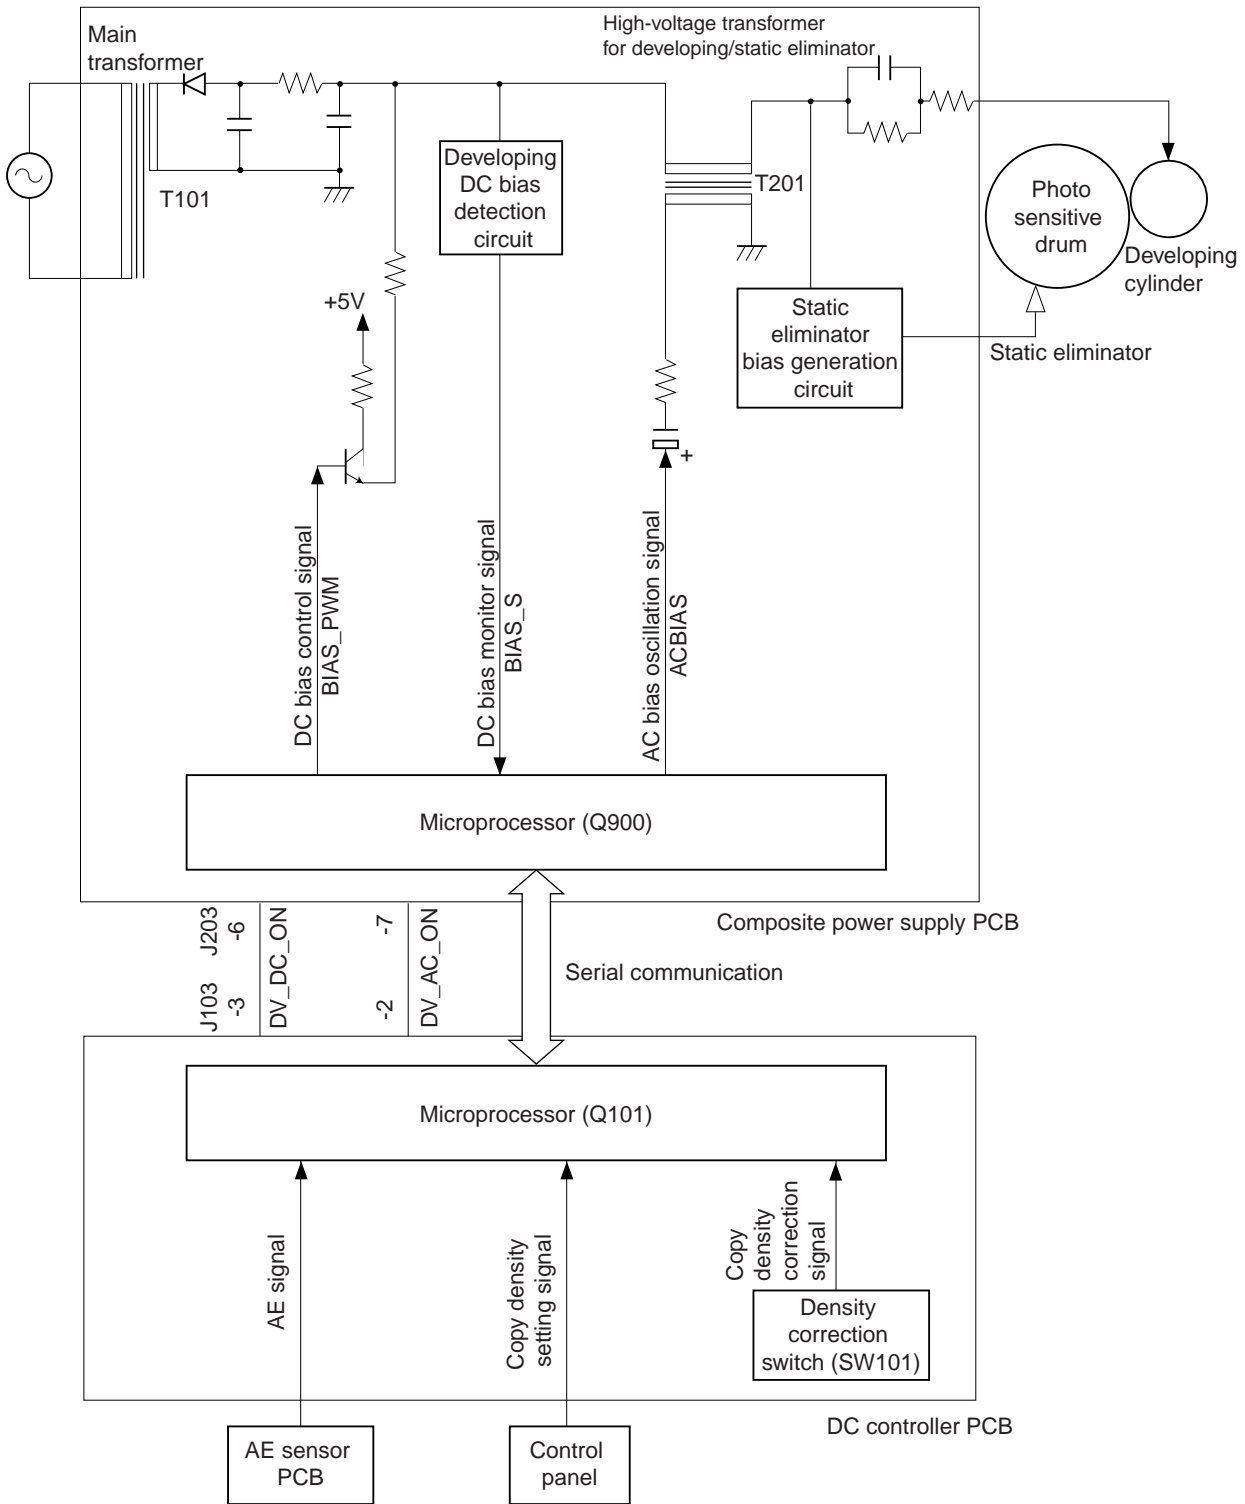 Main
transformer
High-voltage transformer
for developing/static eliminator
T101
Developing
DC bias
detection
circuit
T201
Photo
sensitive
drum
Developing
cylinder
+5V
Static
eliminator
bias generation
circuit
Static eliminator
+
DC bias control signal
BIAS_PWM
DC bias monitor signal
BIAS_S
AC bias oscillation signal
ACBIAS
Microprocessor (Q900)
Composite power supply PCB
J203
-6
-7
J103
-3
-2
DV_DC_ON
DV_AC_ON
Serial communication
Microprocessor (Q101)
AE signal
Copy density
setting signal
Copy
density
correction
signal
Density
correction
switch (SW101)
DC controller PCB
AE sensor
PCB
Control
panel